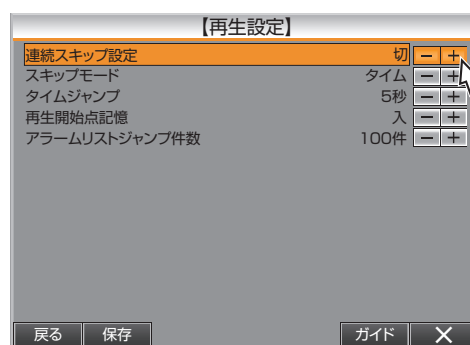 【再生設定】
連続スキップ設定 切 − +
スキップモード タイム − +
タイムジャンプ 5秒 − +
再生開始点記憶 入 − +
アラームリストジャンプ件数 100件 − +
戻る 保存 ガイド ×